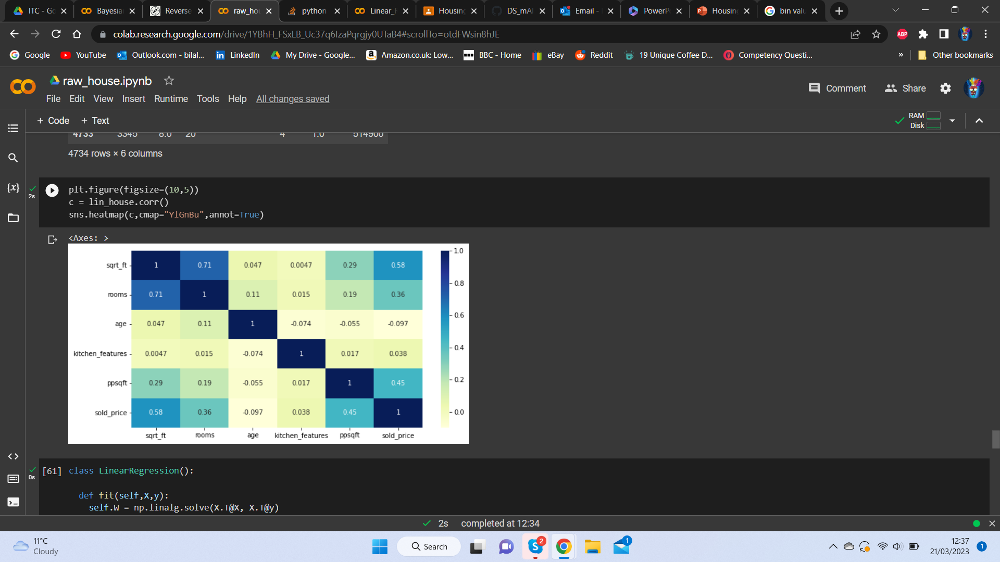 ITC - Go
Bayesia
Reverse
raw_hou
python
Linear_F
Housing
DS_mAI
Email -
PowerP
Housing
bin valu
colab.research.google.com/drive/1YBhH_FSxLB_Uc37q6IzaPqrgjy0UTaB4#scrollTo=otdFWsin8hJE
ABP
Google
YouTube
Outlook.com - bilal...
LinkedIn
My Drive - Google...
Amazon.co.uk: Low...
BBC - Home
eBay
Reddit
19 Unique Coffee D...
Competency Questi...
»
Other bookmarks
raw_house.ipynb
Comment
Share
File Edit View Insert Runtime Tools Help All changes saved
+ Code + Text
RAM
Disk
4733 3345 8.0 20 4 1.0 514900
4734 rows × 6 columns
{x}
2s
plt.figure(figsize=(10,5))
c = lin_house.corr()
sns.heatmap(c,cmap="YlGnBu",annot=True)
<Axes: >
sqrt_ft 1 0.71 0.047 0.0047 0.29 0.58
rooms 0.71 1 0.11 0.015 0.19 0.36
age 0.047 0.11 1 -0.074 -0.055 -0.097
kitchen_features 0.0047 0.015 -0.074 1 0.017 0.038
ppsqft 0.29 0.19 -0.055 0.017 1 0.45
sold_price 0.58 0.36 -0.097 0.038 0.45 1
sqrt_ft rooms age kitchen_features ppsqft sold_price
1.0
0.8
0.6
0.4
0.2
0.0
0s
[61] class LinearRegression():
def fit(self,X,y):
self.W = np.linalg.solve(X.T@X, X.T@y)
2s completed at 12:34
11°C
Cloudy
Search
2
1
12:37
21/03/2023
1